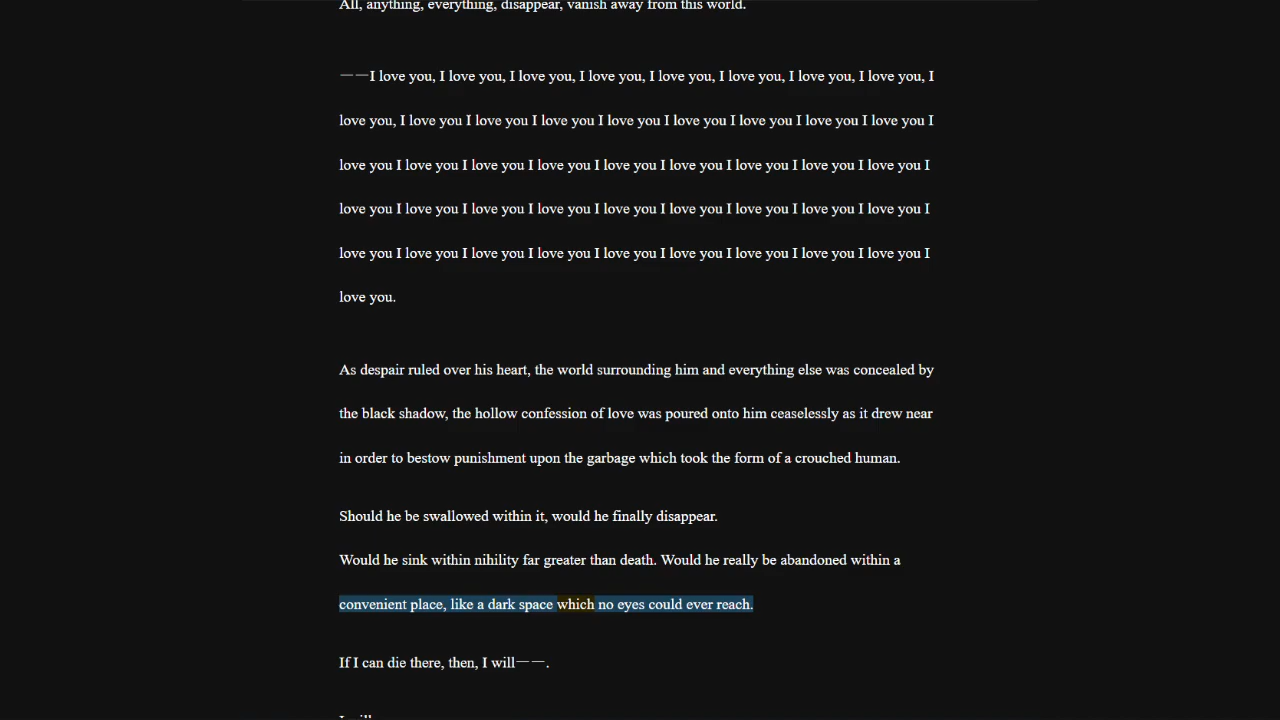 All, anything, everything, disappear, vanish away from this world.
――I love you, I love you, I love you, I love you, I love you, I love you, I love you, I love you, I
love you, I love you I love you I love you I love you I love you I love you I love you I love you I
love you I love you I love you I love you I love you I love you I love you I love you I love you I
love you I love you I love you I love you I love you I love you I love you I love you I love you I
love you I love you I love you I love you I love you I love you I love you I love you I love you I
love you.
As despair ruled over his heart, the world surrounding him and everything else was concealed by
the black shadow, the hollow confession of love was poured onto him ceaselessly as it drew near
in order to bestow punishment upon the garbage which took the form of a crouched human.
Should he be swallowed within it, would he finally disappear.
Would he sink within nihility far greater than death. Would he really be abandoned within a
convenient place, like a dark space which no eyes could ever reach.
If I can die there, then, I will――.